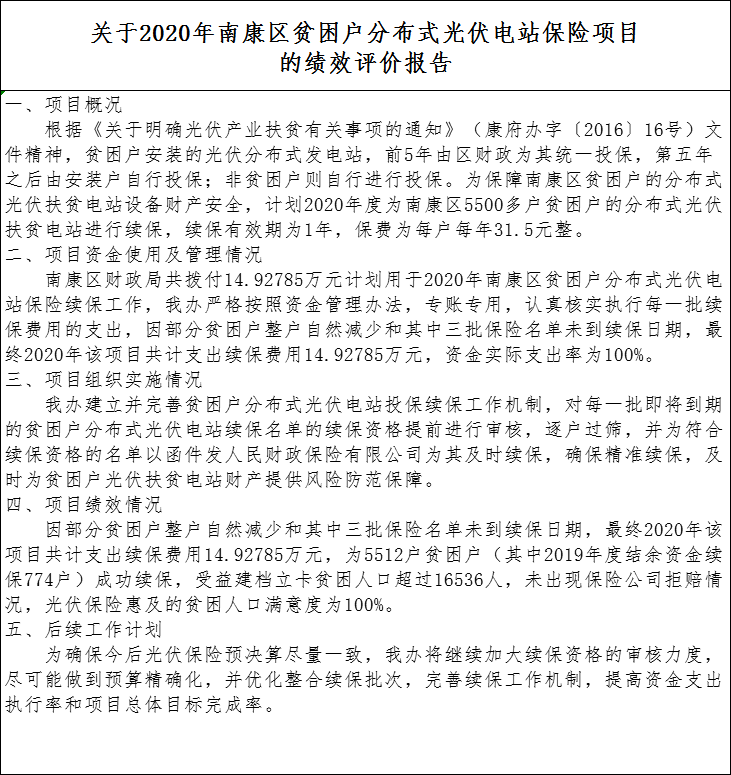 关于2020年南康区贫困户分布式光伏电站保险项目
的绩效评价报告
一、项目概况
根据《关于明确光伏产业扶贫有关事项的通知》（康府办字〔2016〕16号）文
件精神，贫困户安装的光伏分布式发电站，前5年由区财政为其统一投保，第五年
之后由安装户自行投保；非贫困户则自行进行投保。为保障南康区贫困户的分布式
光伏扶贫电站设备财产安全，计划2020年度为南康区5500多户贫困户的分布式光伏
扶贫电站进行续保，续保有效期为1年，保费为每户每年31.5元整。
二、项目资金使用及管理情况
南康区财政局共拨付14.92785万元计划用于2020年南康区贫困户分布式光伏电
站保险续保工作，我办严格按照资金管理办法，专账专用，认真核实执行每一批续
保费用的支出，因部分贫困户整户自然减少和其中三批保险名单未到续保日期，最
终2020年该项目共计支出续保费用14.92785万元，资金实际支出率为100%。
三、项目组织实施情况
我办建立并完善贫困户分布式光伏电站投保续保工作机制，对每一批即将到期
的贫困户分布式光伏电站续保名单的续保资格提前进行审核，逐户过筛，并为符合
续保资格的名单以函件发人民财政保险有限公司为其及时续保，确保精准续保，及
时为贫困户光伏扶贫电站财产提供风险防范保障。
四、项目绩效情况
因部分贫困户整户自然减少和其中三批保险名单未到续保日期，最终2020年该
项目共计支出续保费用14.92785万元，为5512户贫困户（其中2019年度结余资金续
保774户）成功续保，受益建档立卡贫困人口超过16536人，未出现保险公司拒赔情
况，光伏保险惠及的贫困人口满意度为100%。
五、后续工作计划
为确保今后光伏保险预决算尽量一致，我办将继续加大续保资格的审核力度，
尽可能做到预算精确化，并优化整合续保批次，完善续保工作机制，提高资金支出
执行率和项目总体目标完成率。